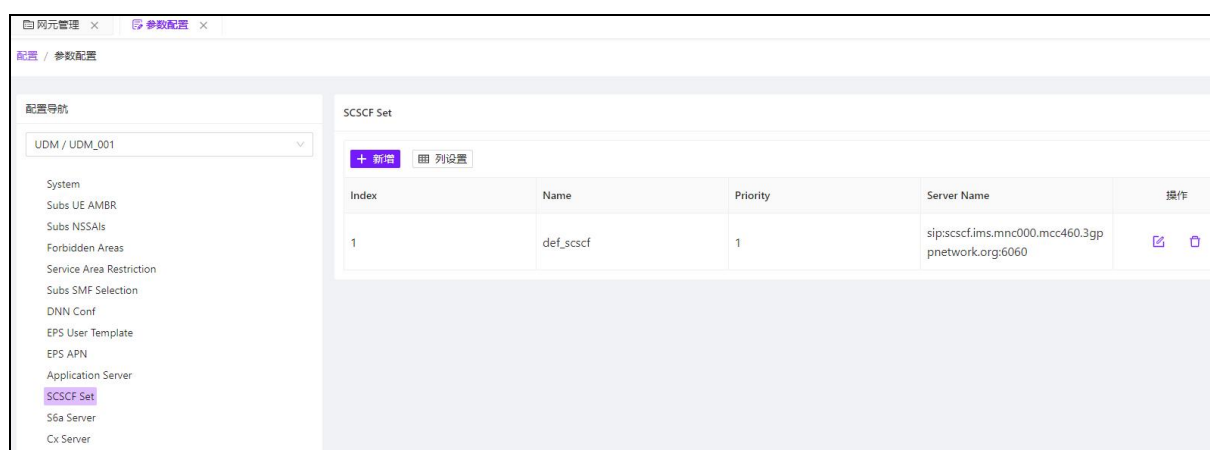 网元管理 × 参数配置 ×
配置 / 参数配置
配置导航
UDM / UDM_001
System
Subs UE AMBR
Subs NSSAIs
Forbidden Areas
Service Area Restriction
Subs SMF Selection
DNN Conf
EPS User Template
EPS APN
Application Server
SCSCF Set
S6a Server
Cx Server
SCSCF Set
+ 新增 列设置
Index Name Priority Server Name 操作
1 def_scscf 1 sip:scscf.ims.mnc000.mcc460.3gp
pnetwork.org:6060